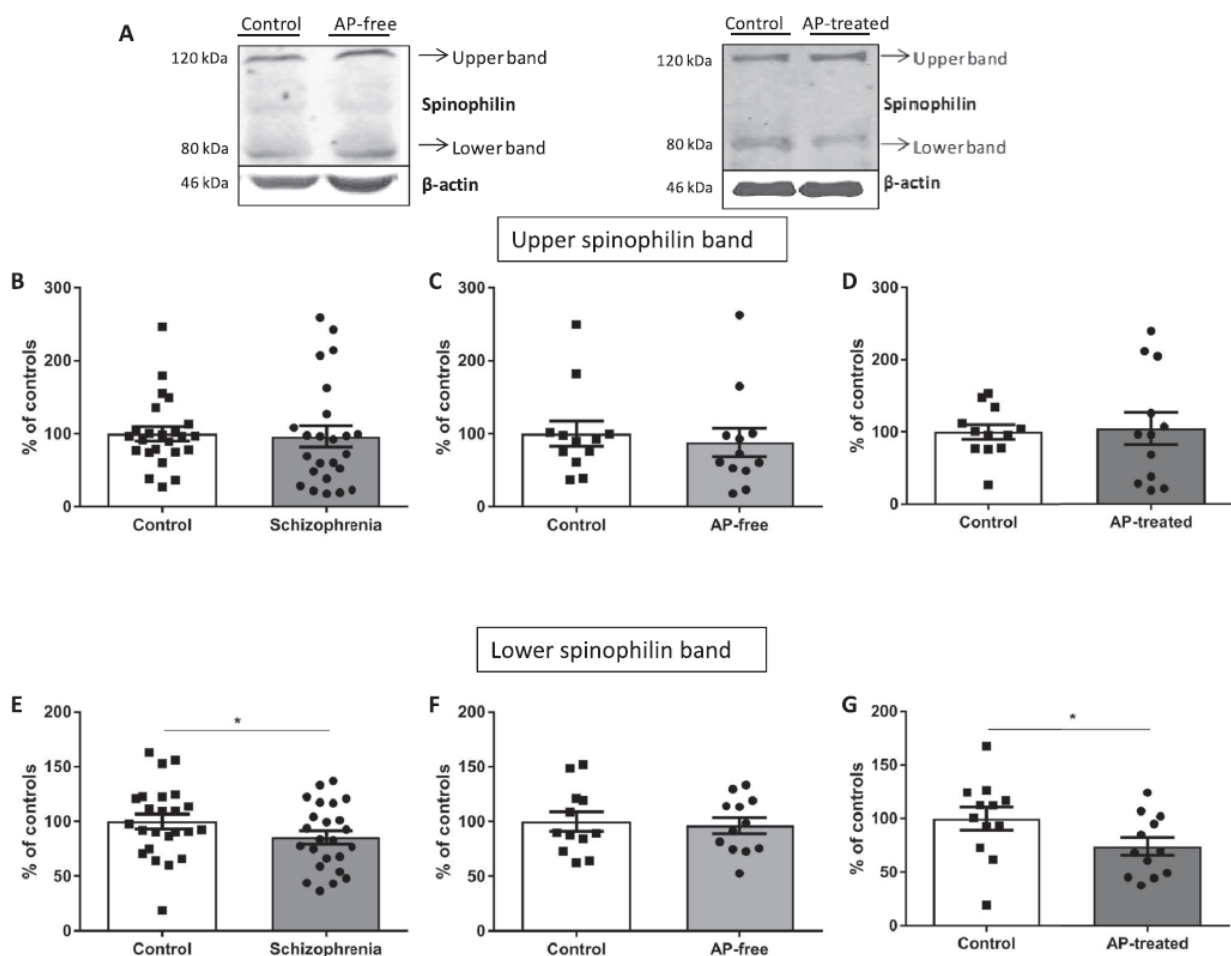 A
Control AP-free
120 kDa
Upper band
Spinophilin
80 kDa
Lower band
46 kDa
β-actin
Control AP-treated
120 kDa
Upper band
Spinophilin
80 kDa
Lower band
46 kDa
β-actin
Upper spinophilin band
B
% of controls
300
200
100
0
Control Schizophrenia
C
% of controls
300
200
100
0
Control AP-free
D
% of controls
300
200
100
0
Control AP-treated
Lower spinophilin band
E
% of controls
200
150
100
50
0
*
Control Schizophrenia
F
% of controls
200
150
100
50
0
Control AP-free
G
% of controls
200
150
100
50
0
*
Control AP-treated